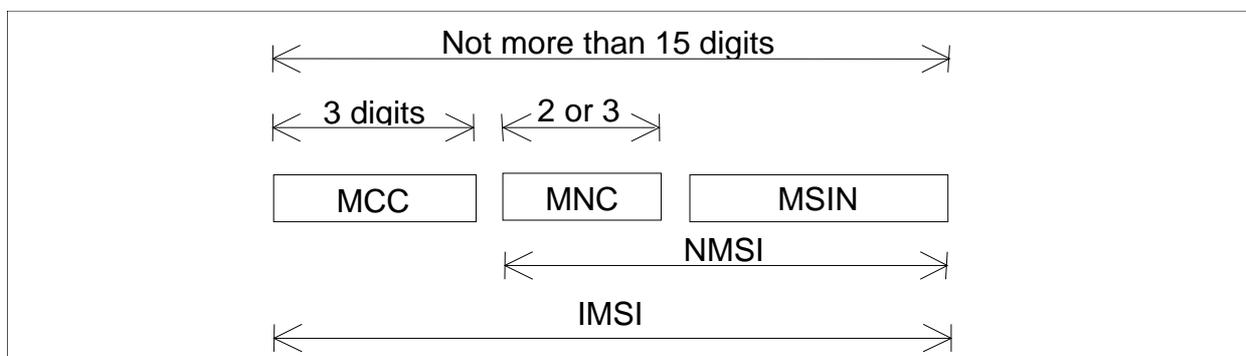 Not more than 15 digits
3 digits 2 or 3
MCC MNC MSIN
NMSI
IMSI